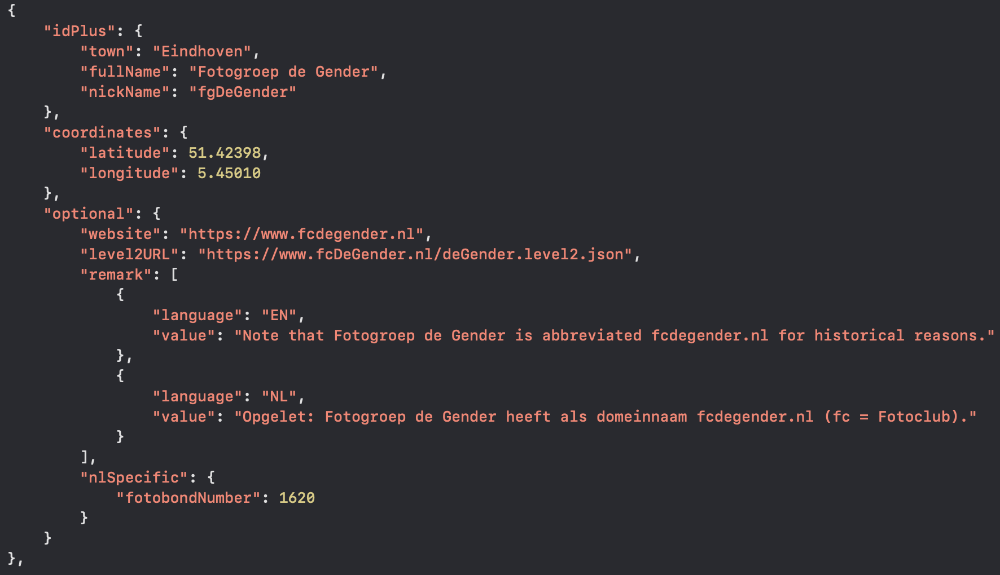 {
    "idPlus": {
        "town": "Eindhoven",
        "fullName": "Fotogroep de Gender",
        "nickName": "fgDeGender"
    },
    "coordinates": {
        "latitude": 51.42398,
        "longitude": 5.45010
    },
    "optional": {
        "website": "https://www.fcdegender.nl",
        "level2URL": "https://www.fcDeGender.nl/deGender.level2.json",
        "remark": [
            {
                "language": "EN",
                "value": "Note that Fotogroep de Gender is abbreviated fcdegender.nl for historical reasons."
            },
            {
                "language": "NL",
                "value": "Opgelet: Fotogroep de Gender heeft als domeinnaam fcdegender.nl (fc = Fotoclub)."
            }
        ],
        "nlSpecific": {
            "fotobondNumber": 1620
        }
    }
},